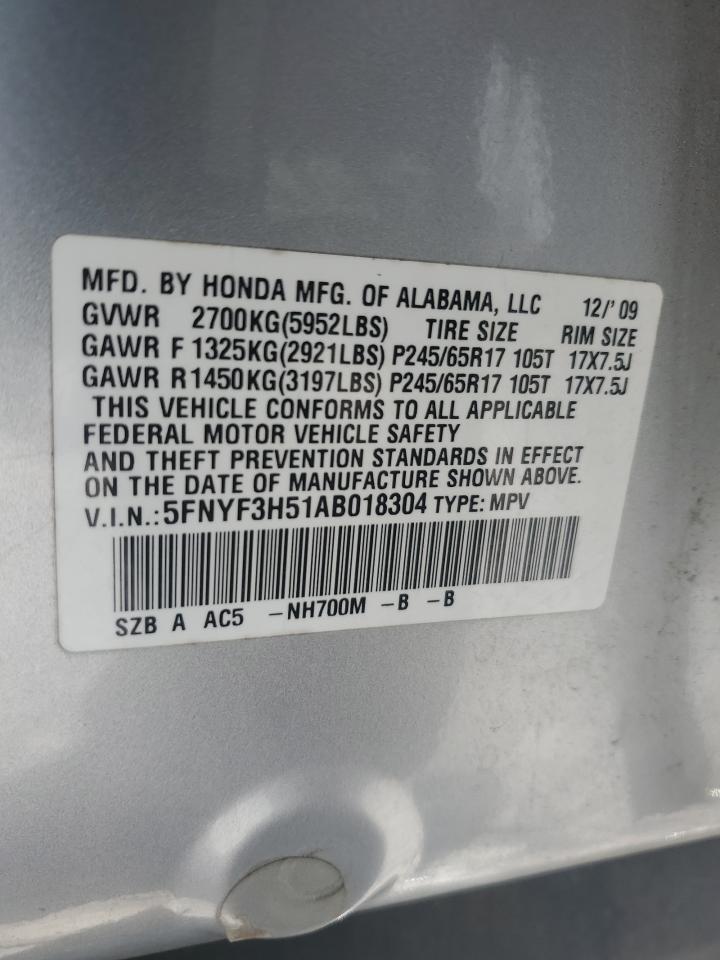 MFD. BY HONDA MFG. OF ALABAMA, LLC 12/'09
GVWR 2700KG(5952LBS) TIRE SIZE RIM SIZE
GAWR F 1325KG(2921LBS) P245/65R17 105T 17X7.5J
GAWR R 1450KG(3197LBS) P245/65R17 105T 17X7.5J
THIS VEHICLE CONFORMS TO ALL APPLICABLE
FEDERAL MOTOR VEHICLE SAFETY
AND THEFT PREVENTION STANDARDS IN EFFECT
ON THE DATE OF MANUFACTURE SHOWN ABOVE.
V.I.N.:5FNYF3H51AB018304 TYPE: MPV
SZB A AC5 -NH700M -B -B